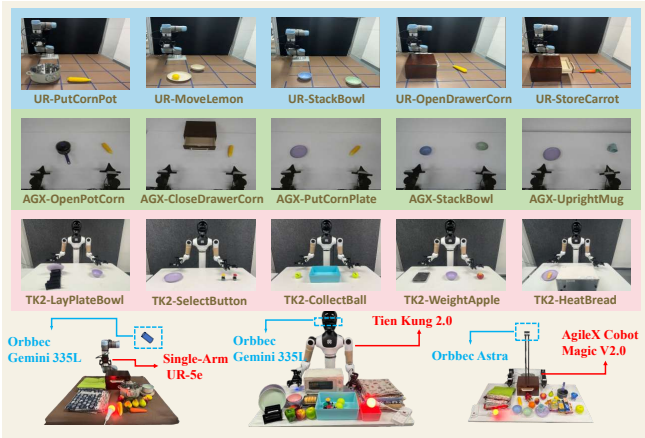 UR-PutCornPot UR-MoveLemon UR-StackBowl UR-OpenDrawerCorn UR-StoreCarrot
AGX-OpenPotCorn AGX-CloseDrawerCorn AGX-PutCornPlate AGX-StackBowl AGX-UprightMug
TK2-LayPlateBowl TK2-SelectButton TK2-CollectBall TK2-WeightApple TK2-HeatBread
Orbbec
Gemini 335L
Single-Arm
UR-5e
Orbbec
Gemini 335L
Tien Kung 2.0
Orbbec Astra
AgileX Cobot
Magic V2.0